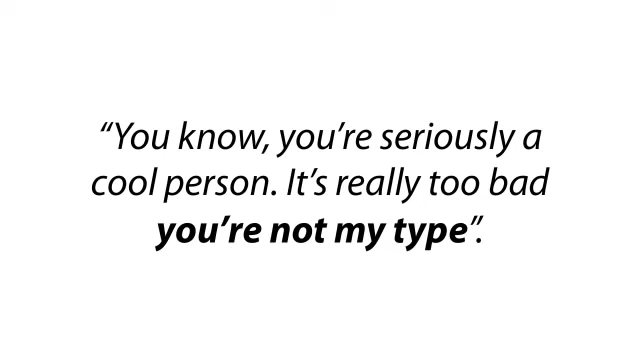 “You know, you’re seriously a
cool person. It’s really too bad
you’re not my type”.